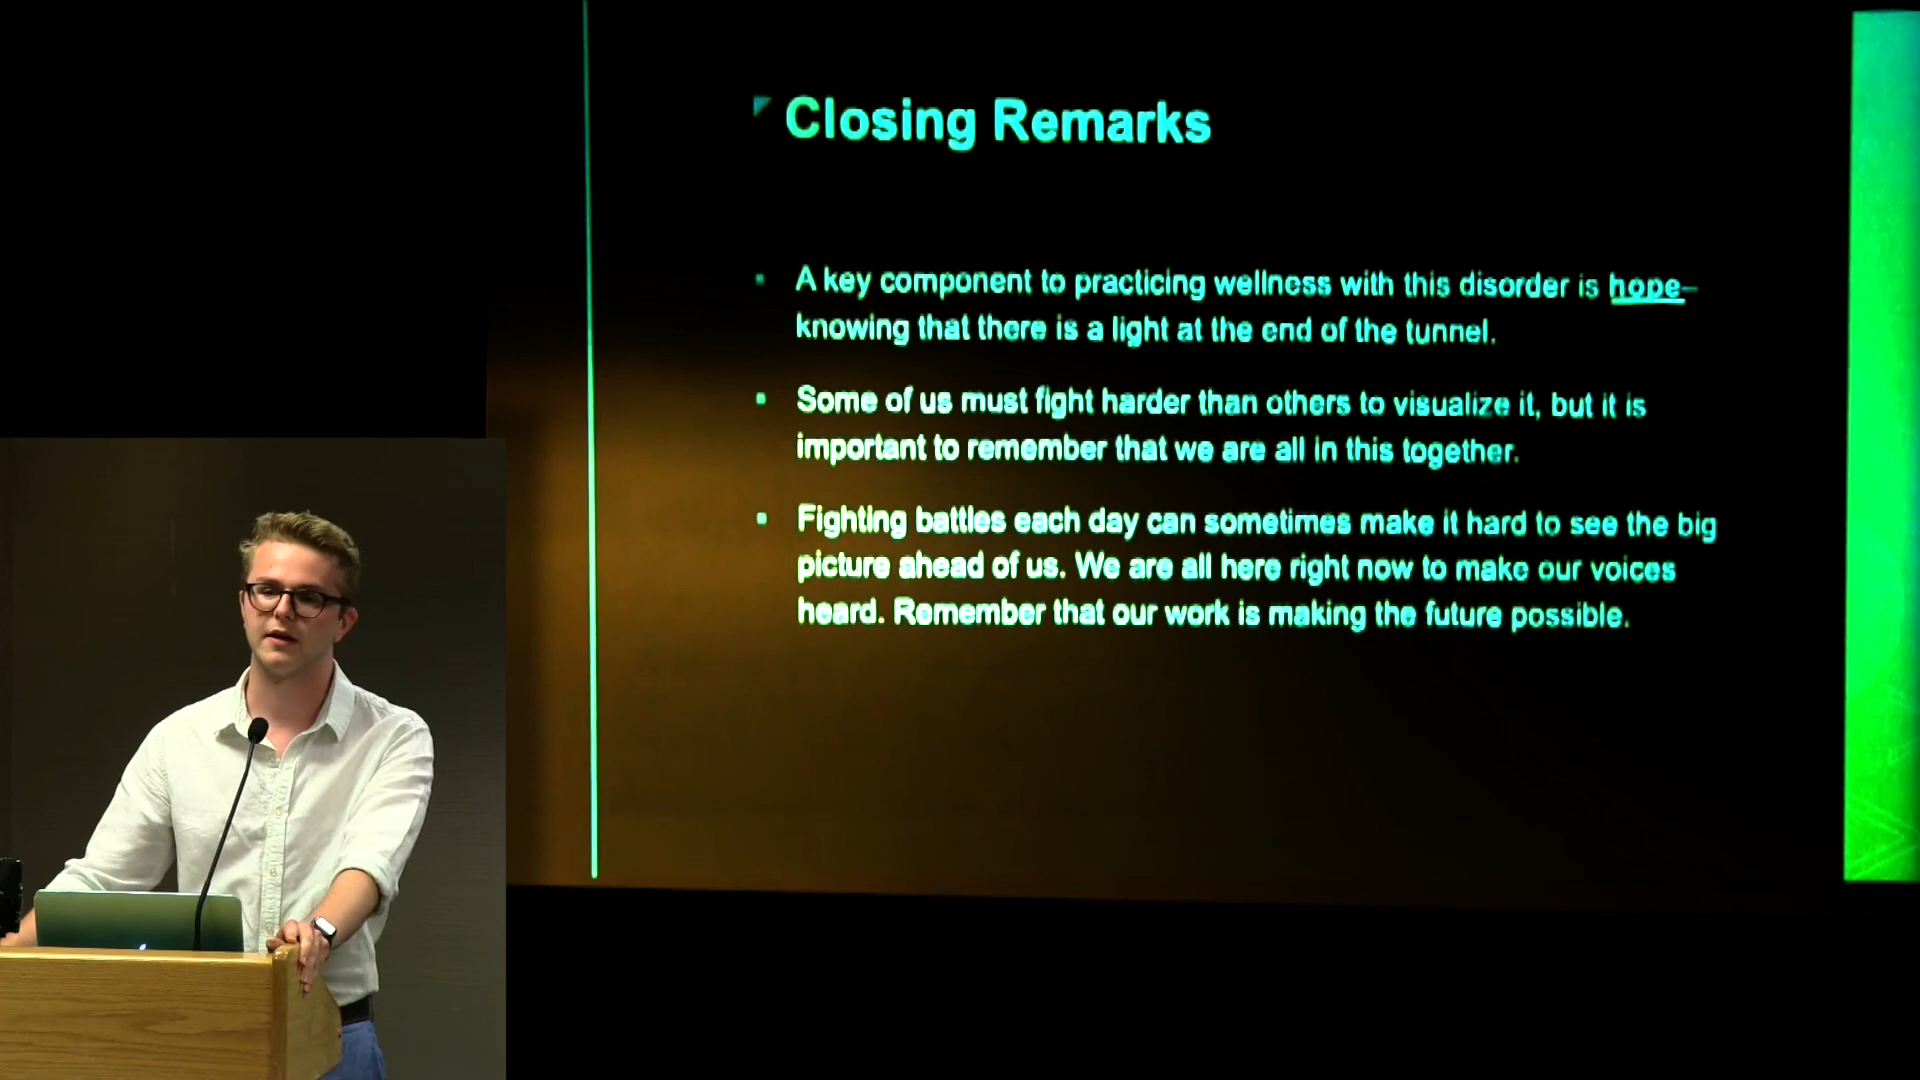 Closing Remarks
A key component to practicing wellness with this disorder is hope–
knowing that there is a light at the end of the tunnel.
Some of us must fight harder than others to visualize it, but it is
important to remember that we are all in this together.
Fighting battles each day can sometimes make it hard to see the big
picture ahead of us. We are all here right now to make our voices
heard. Remember that our work is making the future possible.